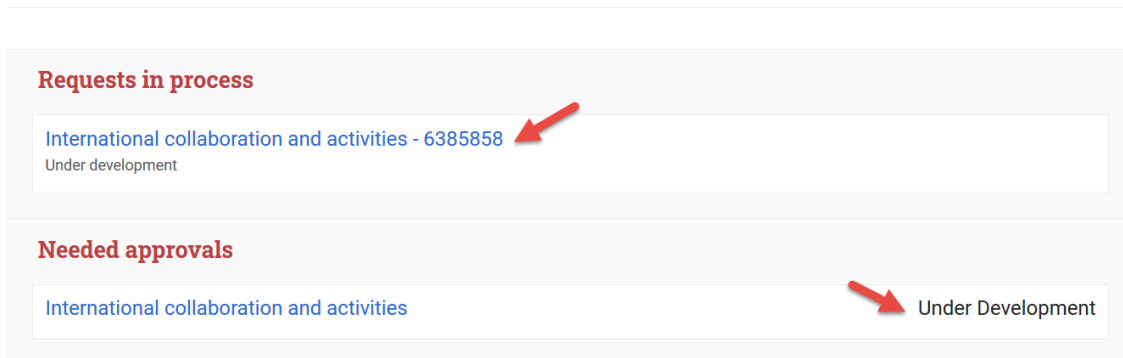 Requests in process
International collaboration and activities - 6385858
Under development
Needed approvals
International collaboration and activities
Under Development